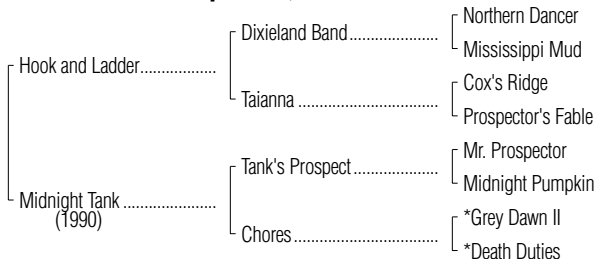 Northern Dancer
Dixieland Band....................
Mississippi Mud
Hook and Ladder.................
Cox's Ridge
Taianna ...............................
Prospector's Fable
Mr. Prospector
Tank's Prospect...................
Midnight Pumpkin
Midnight Tank .....................
(1990)
*Grey Dawn II
Chores................................
*Death Duties